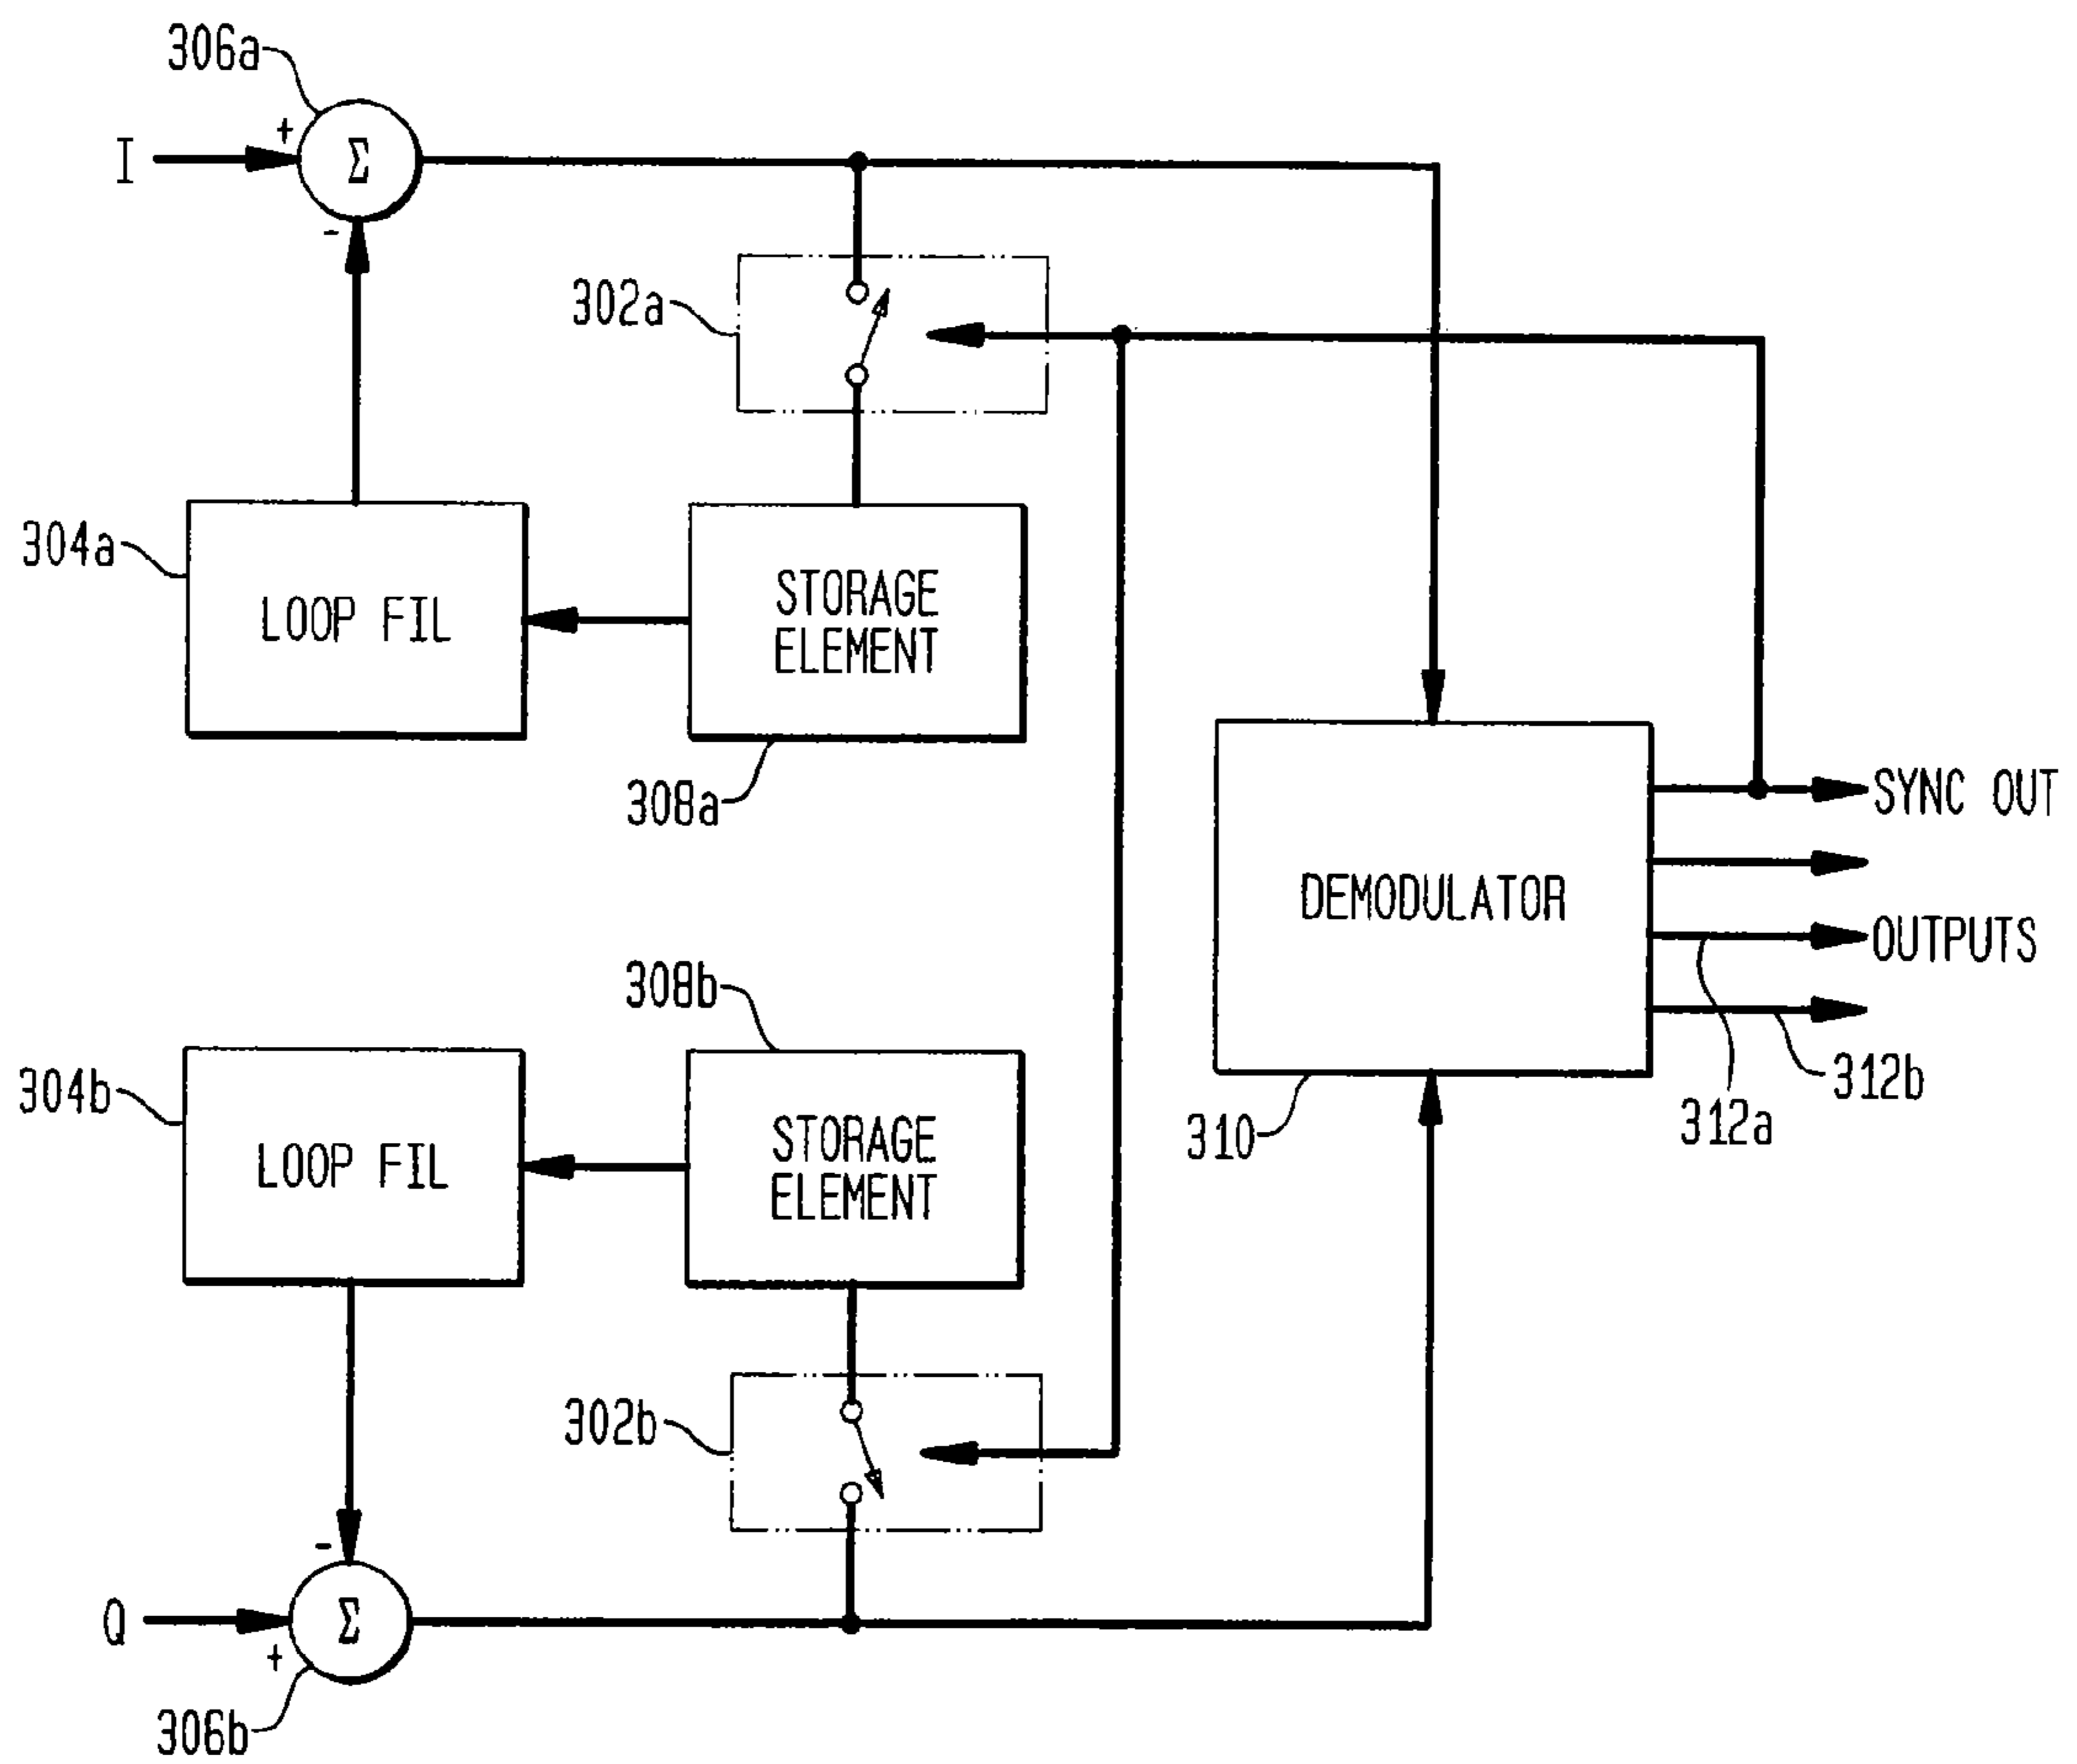 306a
I
+
Σ
-
302a
304a
LOOP FIL
STORAGE
ELEMENT
308a
SYNC OUT
DEMODULATOR
OUTPUTS
308b
304b
LOOP FIL
STORAGE
ELEMENT
310
312a
312b
302b
-
Q
+
Σ
306b